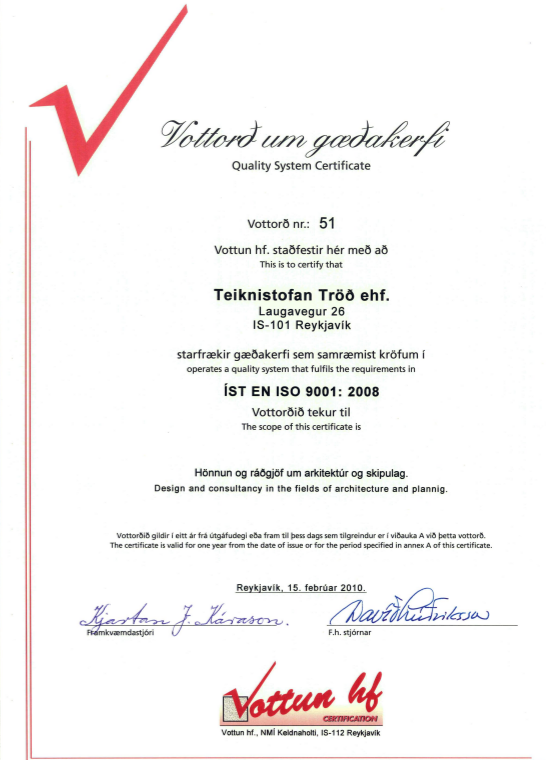 Vottorð um gæðakerfi
Quality System Certificate
Vottorð nr.: 51
Vottun hf. staðfestir hér með að
This is to certify that
Teiknistofan Tröð ehf.
Laugavegur 26
IS-101 Reykjavík
starfrækir gæðakerfi sem samræmist kröfum í
operates a quality system that fulfils the requirements in
ÍST EN ISO 9001: 2008
Vottorðið tekur til
The scope of this certificate is
Hönnun og ráðgjöf um arkitektúr og skipulag.
Design and consultancy in the fields of architecture and plannig.
Vottorðið gildir í eitt ár frá útgáfudegi eða fram til þess dags sem tilgreindur er í viðauka A við þetta vottorð.
The certificate is valid for one year from the date of issue or for the period specified in annex A of this certificate.
Reykjavík, 15. febrúar 2010.
Kjartan J. Kárason.
Framkvæmdastjóri
F.h. stjórnar
Vottun hf
CERTIFICATION
Vottun hf., NMÍ Keldnaholti, IS-112 Reykjavík